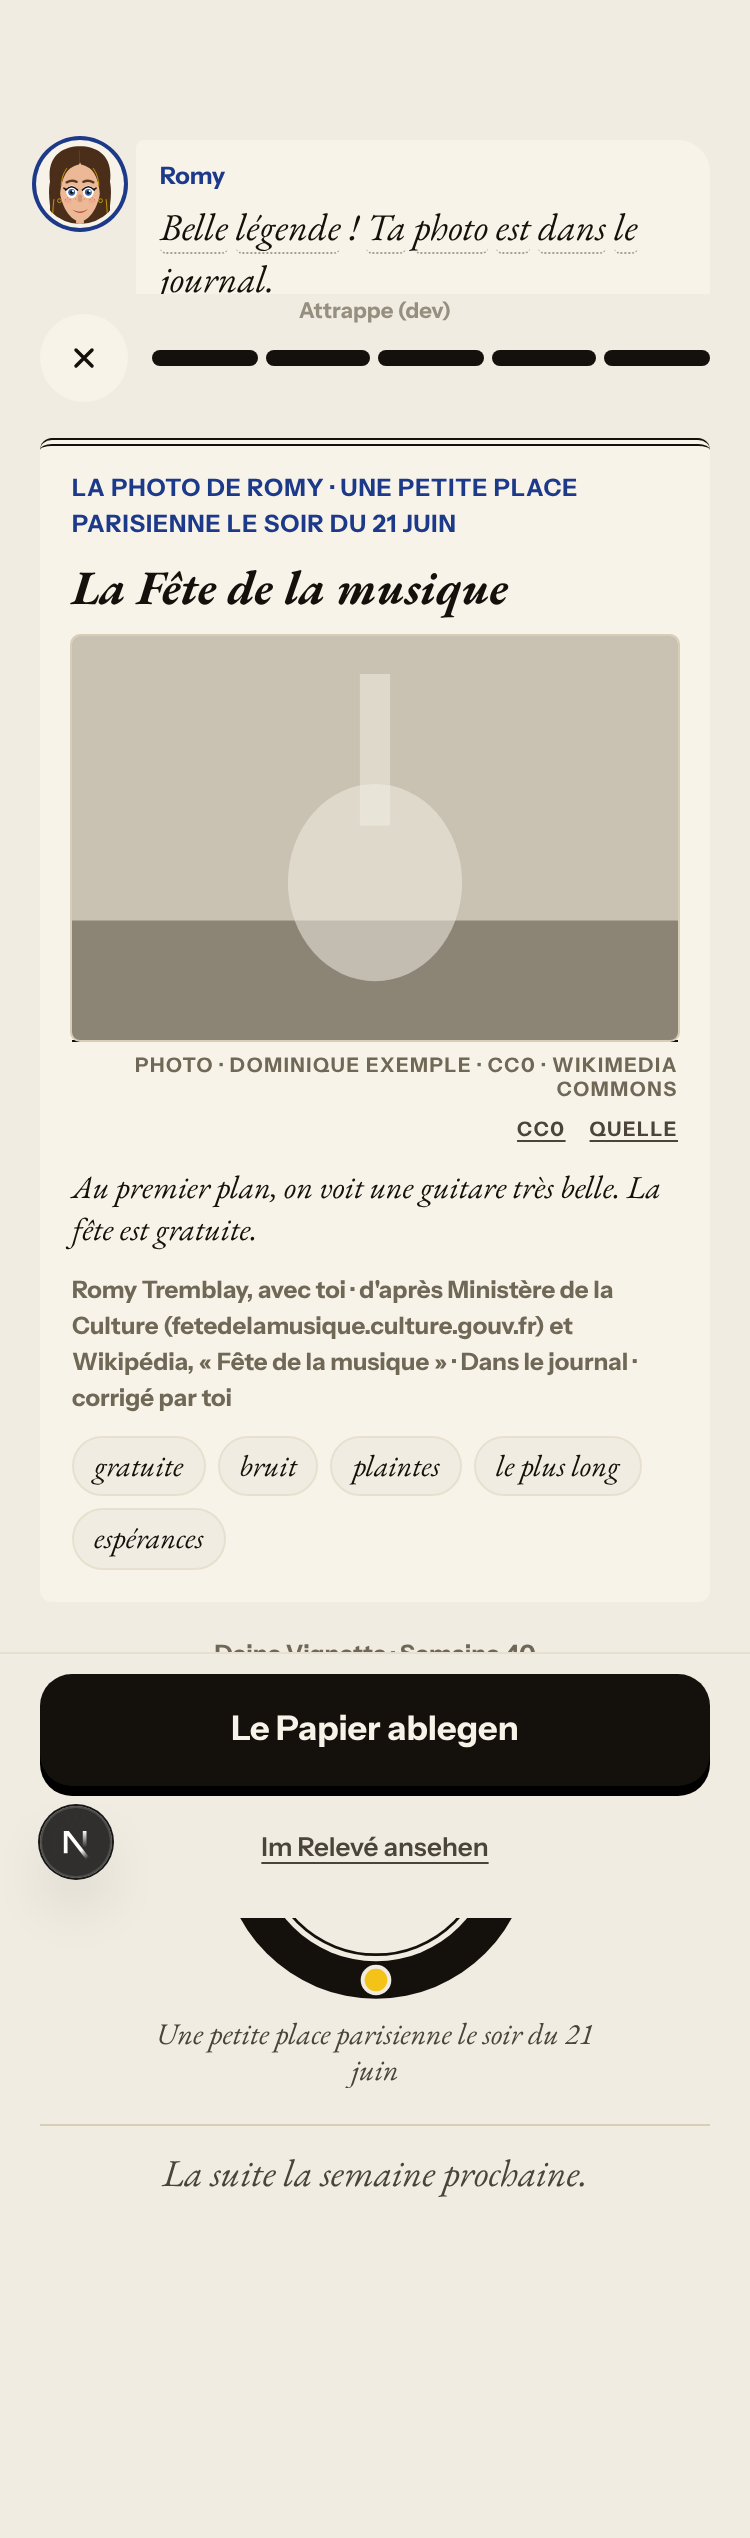 Romy
Belle légende ! Ta photo est dans le
journal.
Attrappe (dev)
LA PHOTO DE ROMY · UNE PETITE PLACE
PARISIENNE LE SOIR DU 21 JUIN
La Fête de la musique
PHOTO · DOMINIQUE EXEMPLE · CC0 · WIKIMEDIA
COMMONS
CC0 QUELLE
Au premier plan, on voit une guitare très belle. La
fête est gratuite.
Romy Tremblay, avec toi · d'après Ministère de la
Culture (fetedelamusique.culture.gouv.fr) et
Wikipédia, « Fête de la musique » · Dans le journal ·
corrigé par toi
gratuite bruit plaintes le plus long
espérances
Deine Vignette · Semaine 40
Le Papier ablegen
N
Im Relevé ansehen
Une petite place parisienne le soir du 21
juin
La suite la semaine prochaine.